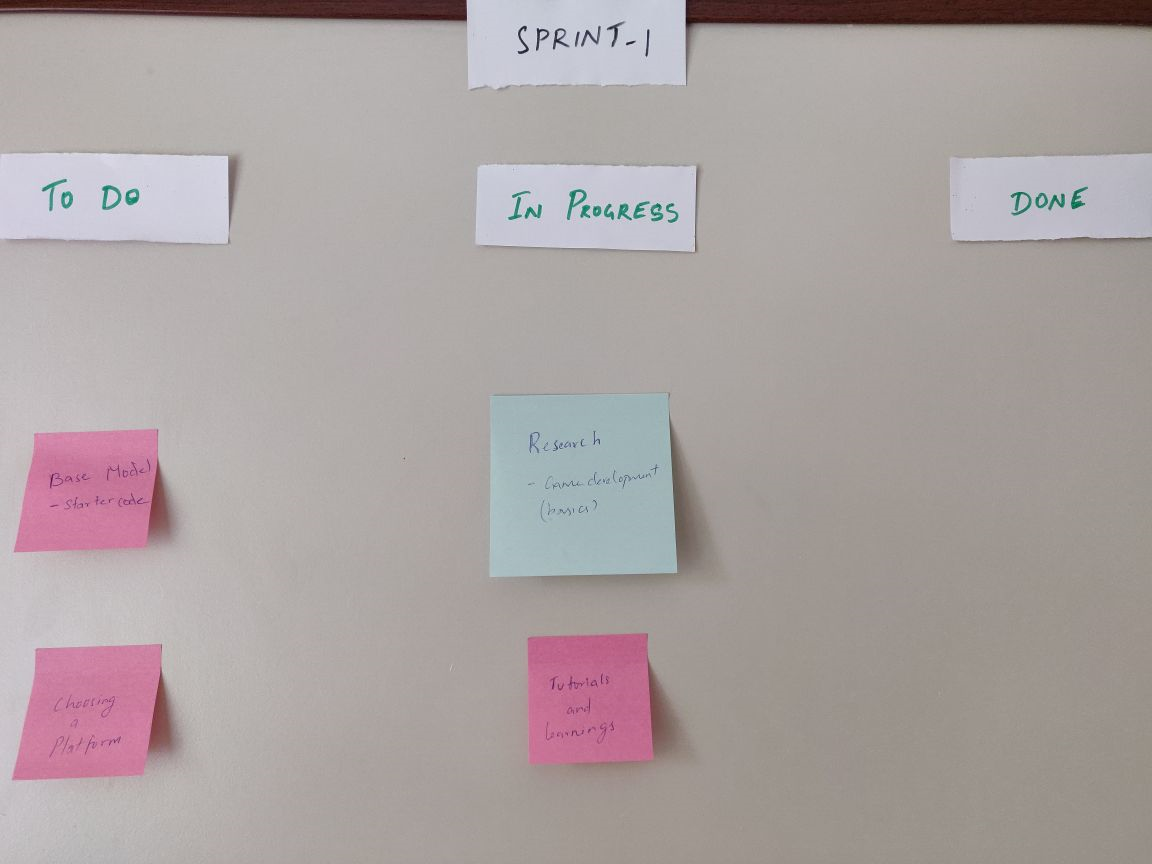 SPRINT-1
TO DO
IN PROGRESS
DONE
Base Model
- Starter code
Research
- Game development
(basics)
Choosing
a
Platform
Tutorials
and
learnings